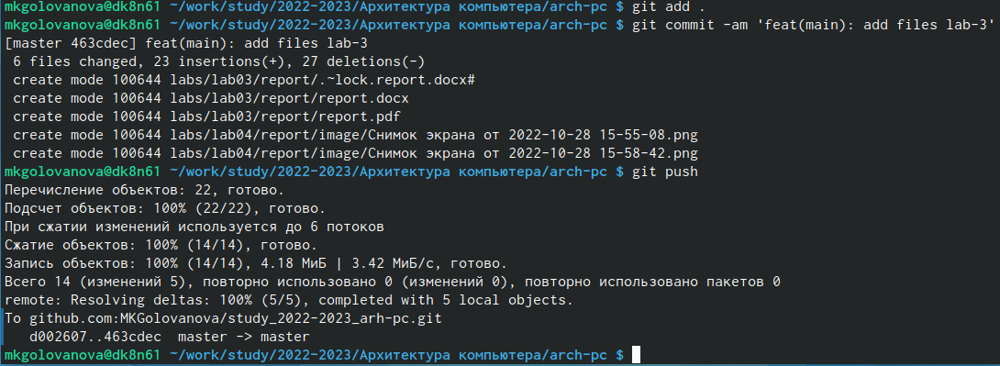 mkgolovanova@dk8n61 ~/work/study/2022-2023/Архитектура компьютера/arch-pc $ git add .
mkgolovanova@dk8n61 ~/work/study/2022-2023/Архитектура компьютера/arch-pc $ git commit -am 'feat(main): add files lab-3'
[master 463cdec] feat(main): add files lab-3
 6 files changed, 23 insertions(+), 27 deletions(-)
 create mode 100644 labs/lab03/report/.~lock.report.docx#
 create mode 100644 labs/lab03/report/report.docx
 create mode 100644 labs/lab03/report/report.pdf
 create mode 100644 labs/lab04/report/image/Снимок экрана от 2022-10-28 15-55-08.png
 create mode 100644 labs/lab04/report/image/Снимок экрана от 2022-10-28 15-58-42.png
mkgolovanova@dk8n61 ~/work/study/2022-2023/Архитектура компьютера/arch-pc $ git push
Перечисление объектов: 22, готово.
Подсчет объектов: 100% (22/22), готово.
При сжатии изменений используется до 6 потоков
Сжатие объектов: 100% (14/14), готово.
Запись объектов: 100% (14/14), 4.18 МиБ | 3.42 МиБ/с, готово.
Всего 14 (изменений 5), повторно использовано 0 (изменений 0), повторно использовано пакетов 0
remote: Resolving deltas: 100% (5/5), completed with 5 local objects.
To github.com:MKGolovanova/study_2022-2023_arh-pc.git
   d002607..463cdec  master -> master
mkgolovanova@dk8n61 ~/work/study/2022-2023/Архитектура компьютера/arch-pc $